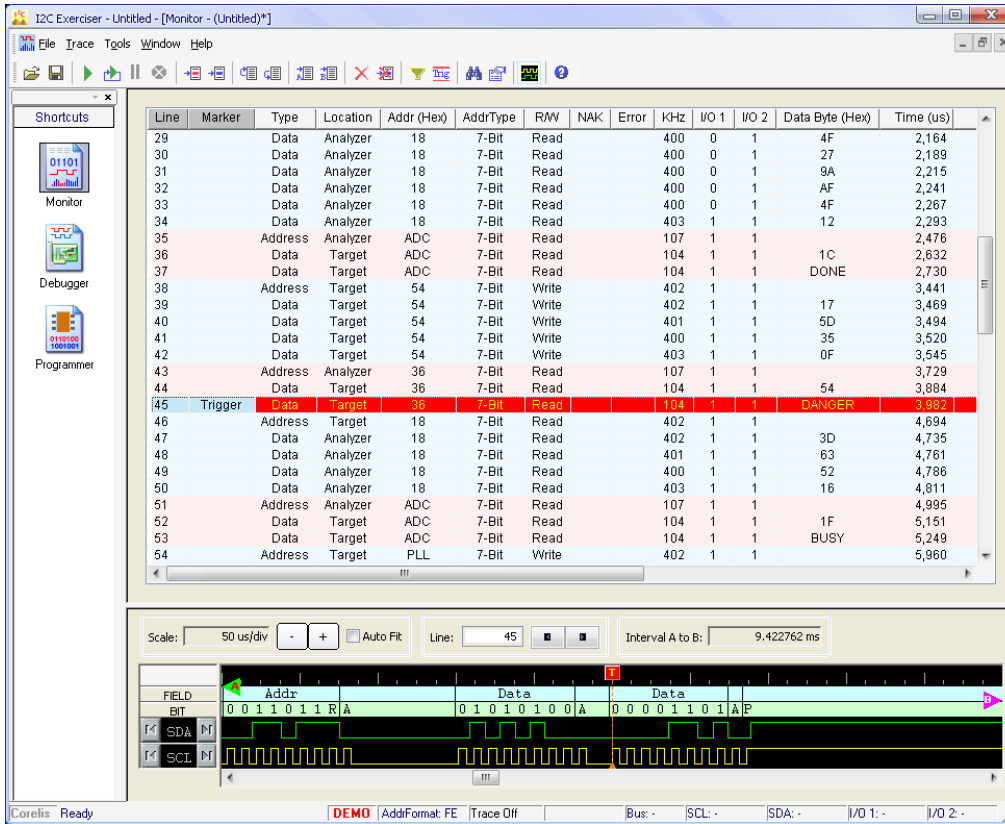 I2C Exerciser - Untitled - [Monitor - (Untitled)*]
File Trace Tools Window Help
Shortcuts
01101
Monitor
Debugger
0110100
1001001
Programmer
Line Marker Type Location Addr (Hex) AddrType R/W NAK Error KHz I/O 1 I/O 2 Data Byte (Hex) Time (us)
29 Data Analyzer 18 7-Bit Read 400 0 1 4F 2,164
30 Data Analyzer 18 7-Bit Read 400 0 1 27 2,189
31 Data Analyzer 18 7-Bit Read 400 0 1 9A 2,215
32 Data Analyzer 18 7-Bit Read 400 0 1 AF 2,241
33 Data Analyzer 18 7-Bit Read 400 0 1 4F 2,267
34 Data Analyzer 18 7-Bit Read 403 1 1 12 2,293
35 Address Analyzer ADC 7-Bit Read 107 1 1 2,476
36 Data Target ADC 7-Bit Read 104 1 1 1C 2,632
37 Data Target ADC 7-Bit Read 104 1 1 DONE 2,730
38 Address Target 54 7-Bit Write 402 1 1 3,441
39 Data Target 54 7-Bit Write 402 1 1 17 3,469
40 Data Target 54 7-Bit Write 401 1 1 5D 3,494
41 Data Target 54 7-Bit Write 400 1 1 35 3,520
42 Data Target 54 7-Bit Write 403 1 1 0F 3,545
43 Address Analyzer 36 7-Bit Read 107 1 1 3,729
44 Data Target 36 7-Bit Read 104 1 1 54 3,884
45 Trigger Data Target 36 7-Bit Read 104 1 1 DANGER 3,982
46 Address Target 18 7-Bit Read 402 1 1 4,694
47 Data Analyzer 18 7-Bit Read 402 1 1 3D 4,735
48 Data Analyzer 18 7-Bit Read 401 1 1 63 4,761
49 Data Analyzer 18 7-Bit Read 400 1 1 52 4,786
50 Data Analyzer 18 7-Bit Read 403 1 1 16 4,811
51 Address Analyzer ADC 7-Bit Read 107 1 1 4,995
52 Data Target ADC 7-Bit Read 104 1 1 1F 5,151
53 Data Target ADC 7-Bit Read 104 1 1 BUSY 5,249
54 Address Target PLL 7-Bit Write 402 1 1 5,960
Scale: 50 us/div - + Auto Fit Line: 45 Interval A to B: 9.422762 ms
T
A B
FIELD Addr Data Data
BIT 0 0 1 1 0 1 1 R A 0 1 0 1 0 1 0 0 A 0 0 0 0 1 1 0 1 A P
SDA
SCL
Corelis Ready DEMO AddrFormat: FE Trace Off Bus: - SCL: - SDA: - I/O 1: - I/O 2: -